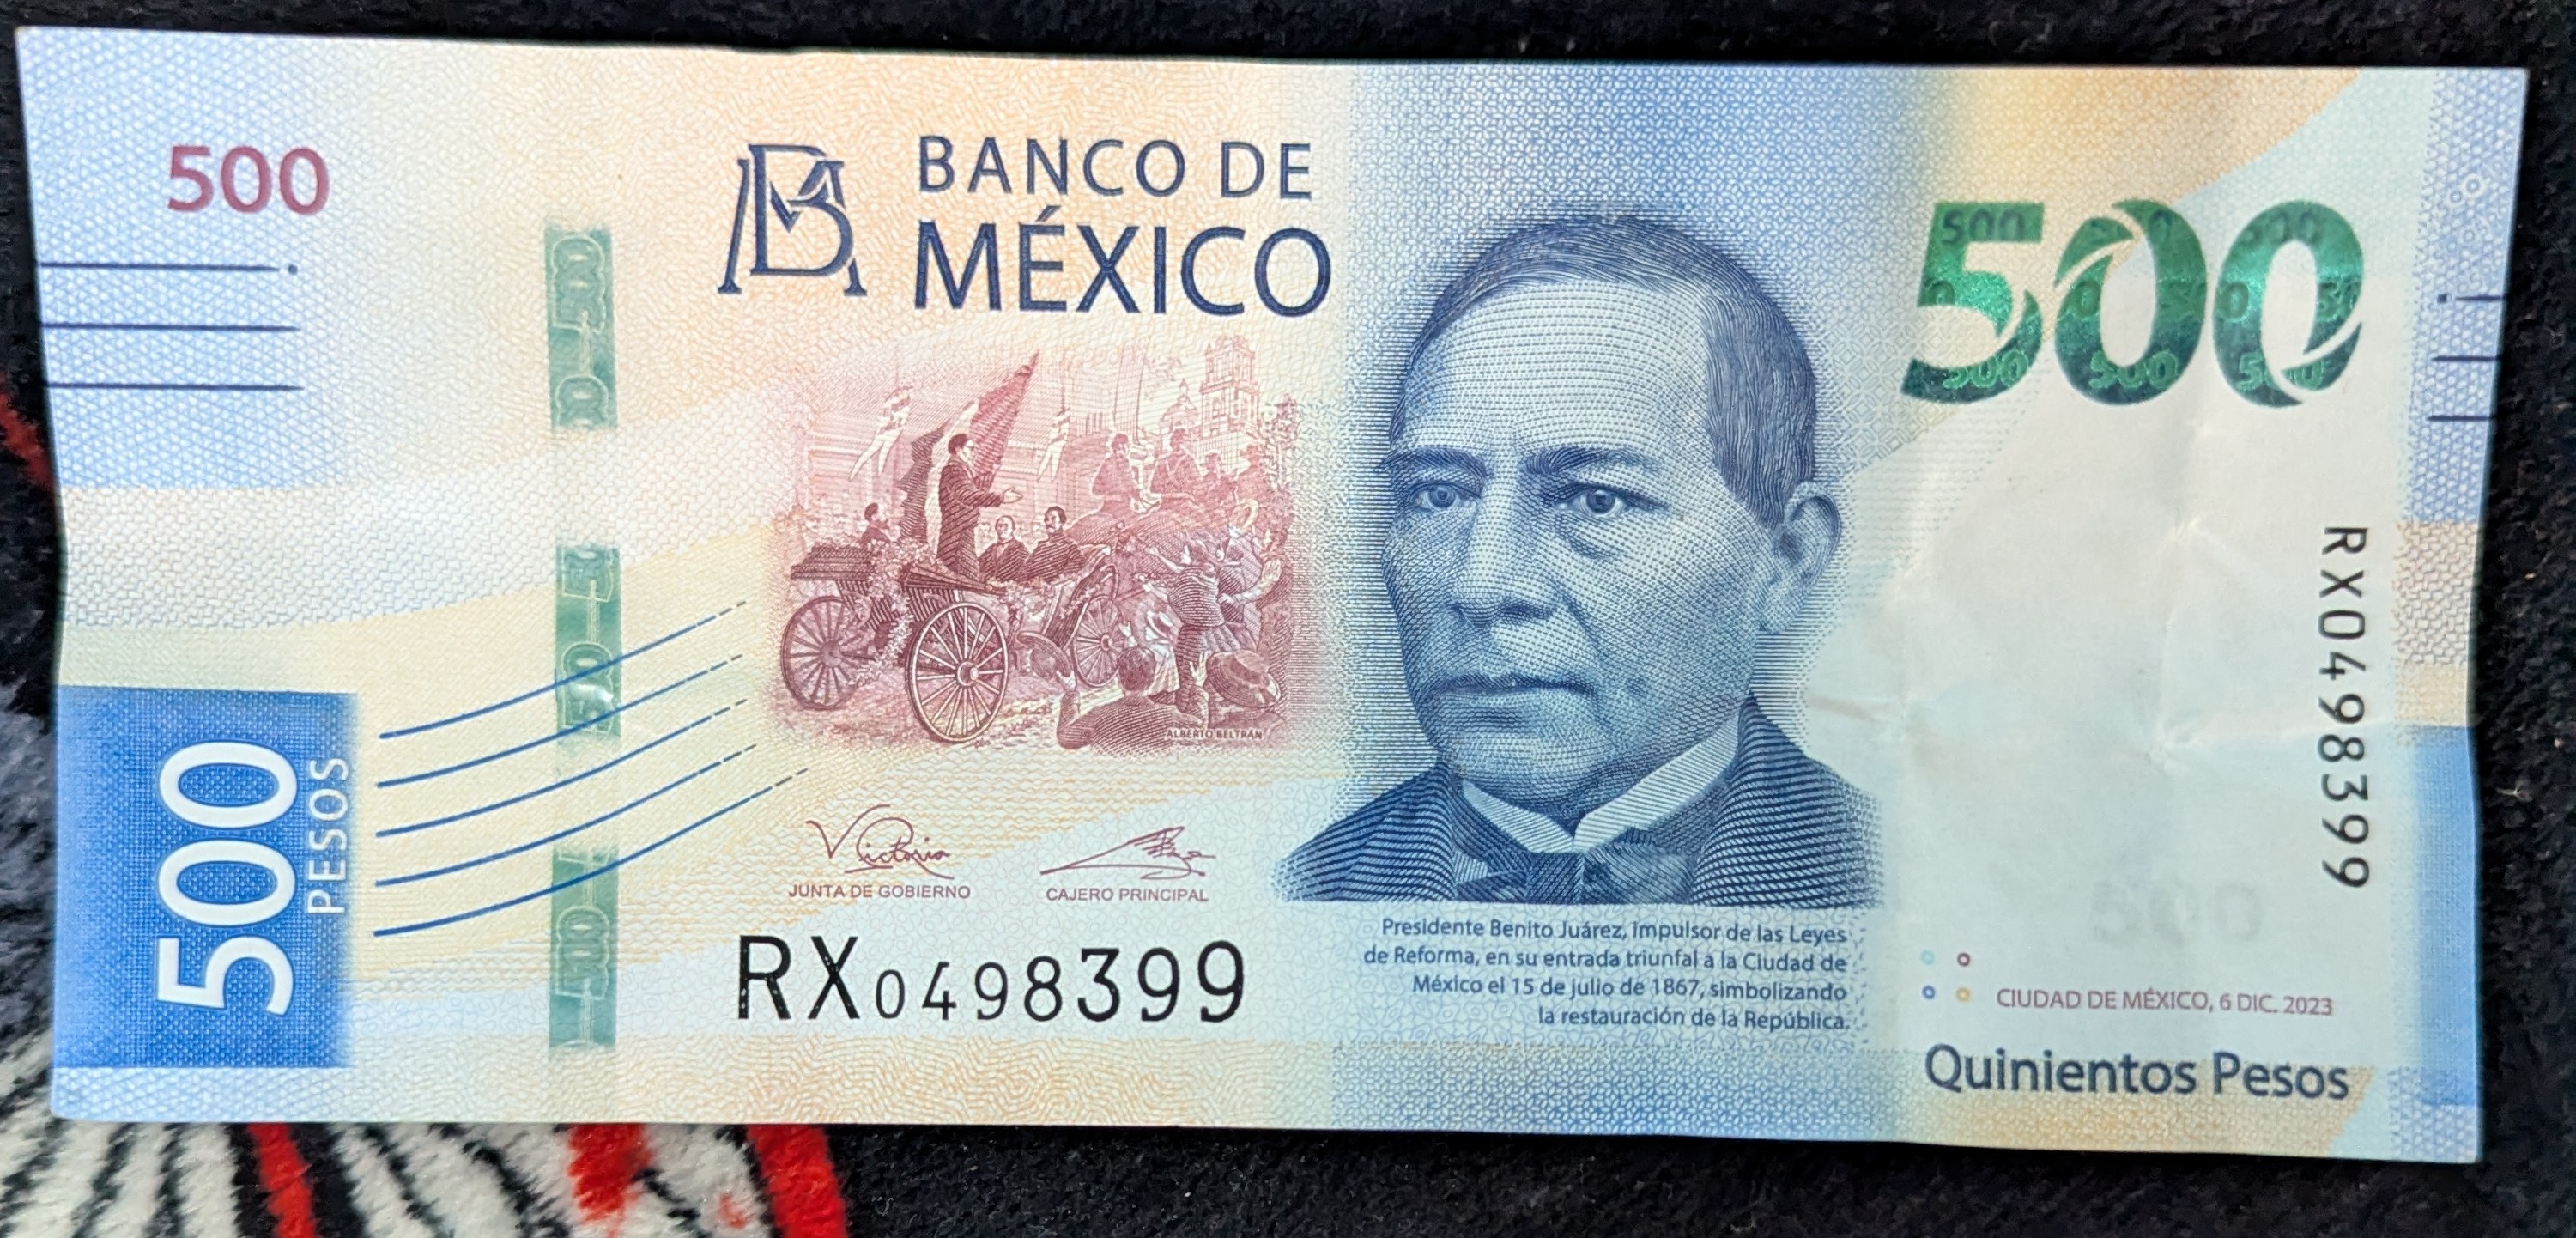 500
BANCO DE
MÉXICO
500
ALBERTO BELTRÁN
500
PESOS
JUNTA DE GOBIERNO
CAJERO PRINCIPAL
RX0498399
RX0498399
Presidente Benito Juárez, impulsor de las Leyes
de Reforma, en su entrada triunfal a la Ciudad de
México el 15 de julio de 1867, simbolizando
la restauración de la República.
CIUDAD DE MÉXICO, 6 DIC. 2023
Quinientos Pesos